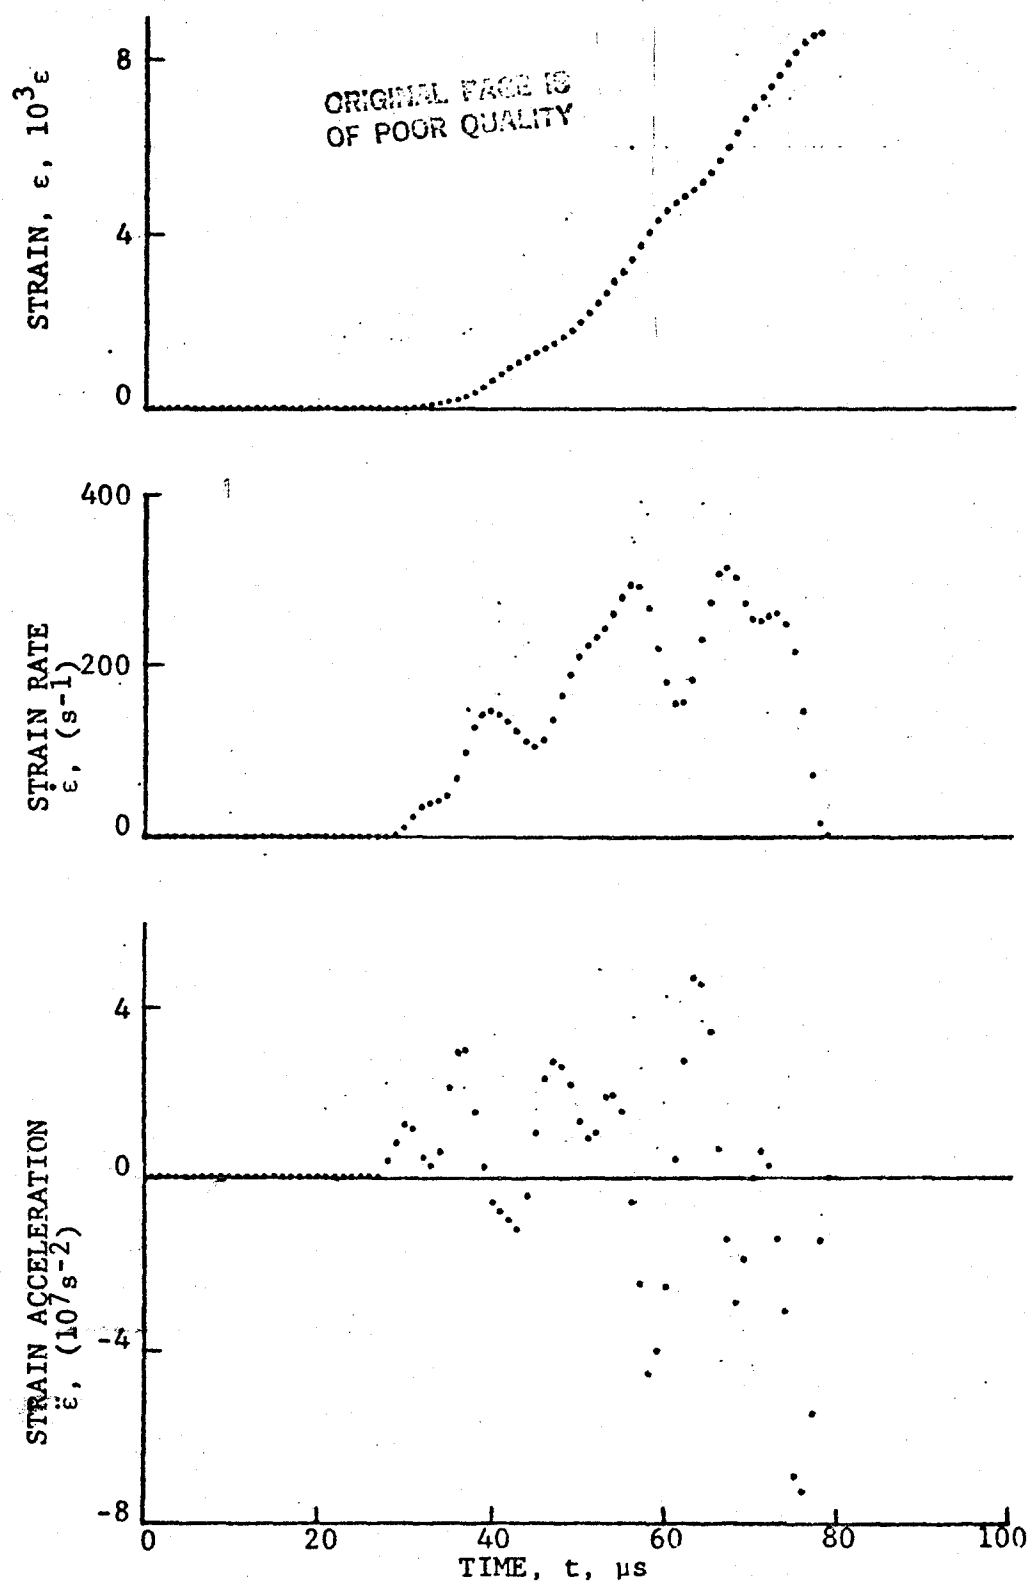 8
STRAIN, ε, 10³ε
ORIGINAL PAGE IS
OF POOR QUALITY
4
0
400
STRAIN RATE
ε̇, (s⁻¹)
200
0
4
STRAIN ACCELERATION
ε̈, (10⁷s⁻²)
0
-4
-8
0 20 40 60 80 100
TIME, t, µs